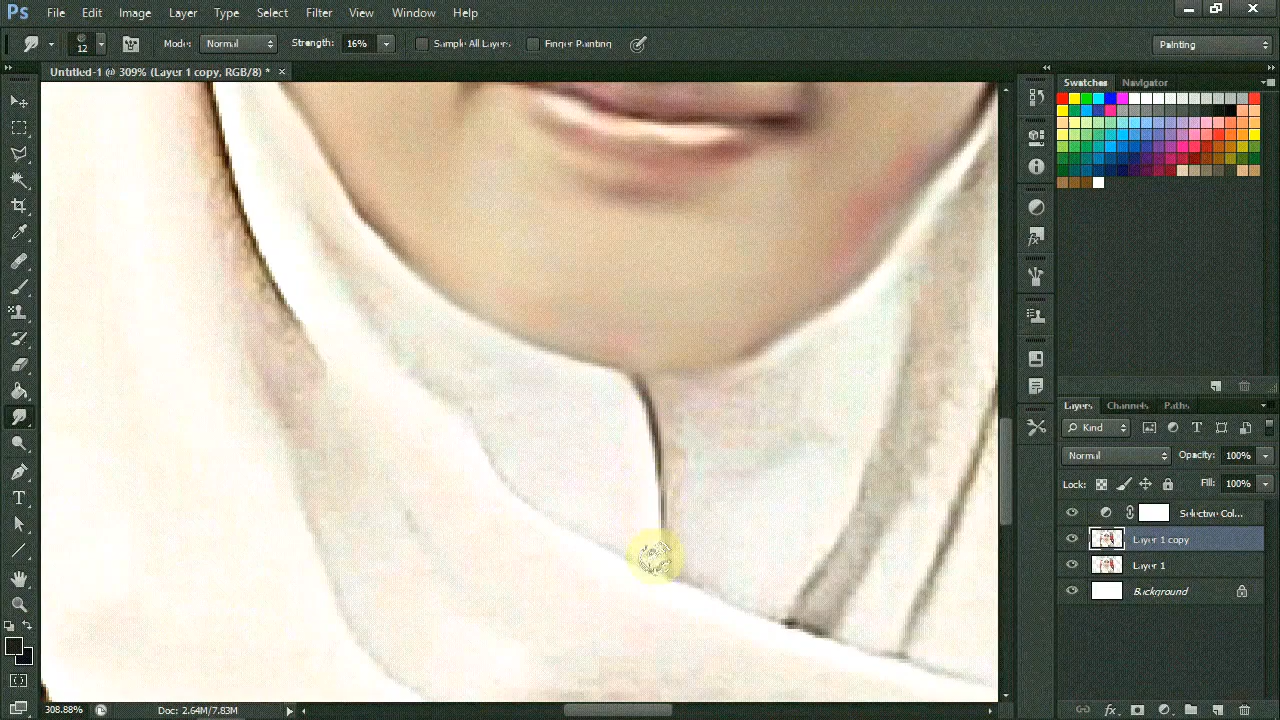 Ps File Edit Image Layer Type Select Filter View Window Help
12 Mode: Normal Strength: 16% Sample All Layers Finger Painting Painting
Untitled-1 @ 309% (Layer 1 copy, RGB/8) * ×
Swatches Navigator
Layers Channels Paths
Kind
Normal Opacity: 100%
Lock: Fill: 100%
Selective Col...
Layer 1 copy
Layer 1
Background
308.88% Doc: 2.64M/7.83M